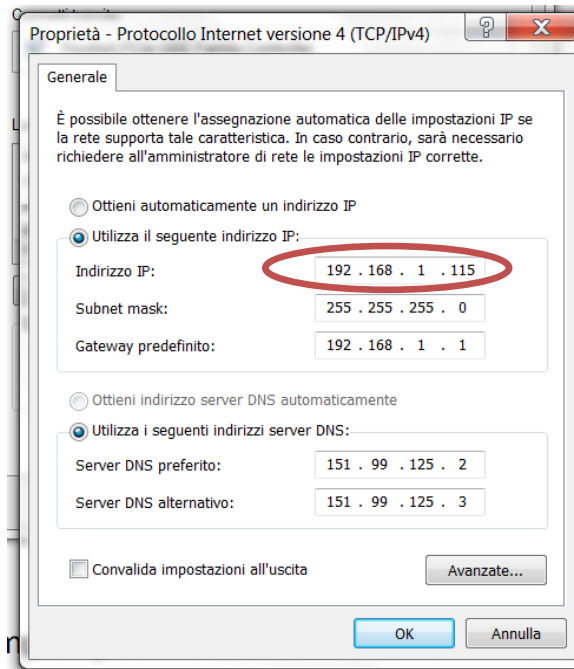 Proprietà - Protocollo Internet versione 4 (TCP/IPv4)
Generale
È possibile ottenere l'assegnazione automatica delle impostazioni IP se
la rete supporta tale caratteristica. In caso contrario, sarà necessario
richiedere all'amministratore di rete le impostazioni IP corrette.
Ottieni automaticamente un indirizzo IP
Utilizza il seguente indirizzo IP:
Indirizzo IP: 192 . 168 . 1 . 115
Subnet mask: 255 . 255 . 255 . 0
Gateway predefinito: 192 . 168 . 1 . 1
Ottieni indirizzo server DNS automaticamente
Utilizza i seguenti indirizzi server DNS:
Server DNS preferito: 151 . 99 . 125 . 2
Server DNS alternativo: 151 . 99 . 125 . 3
Convalida impostazioni all'uscita
Avanzate...
OK Annulla